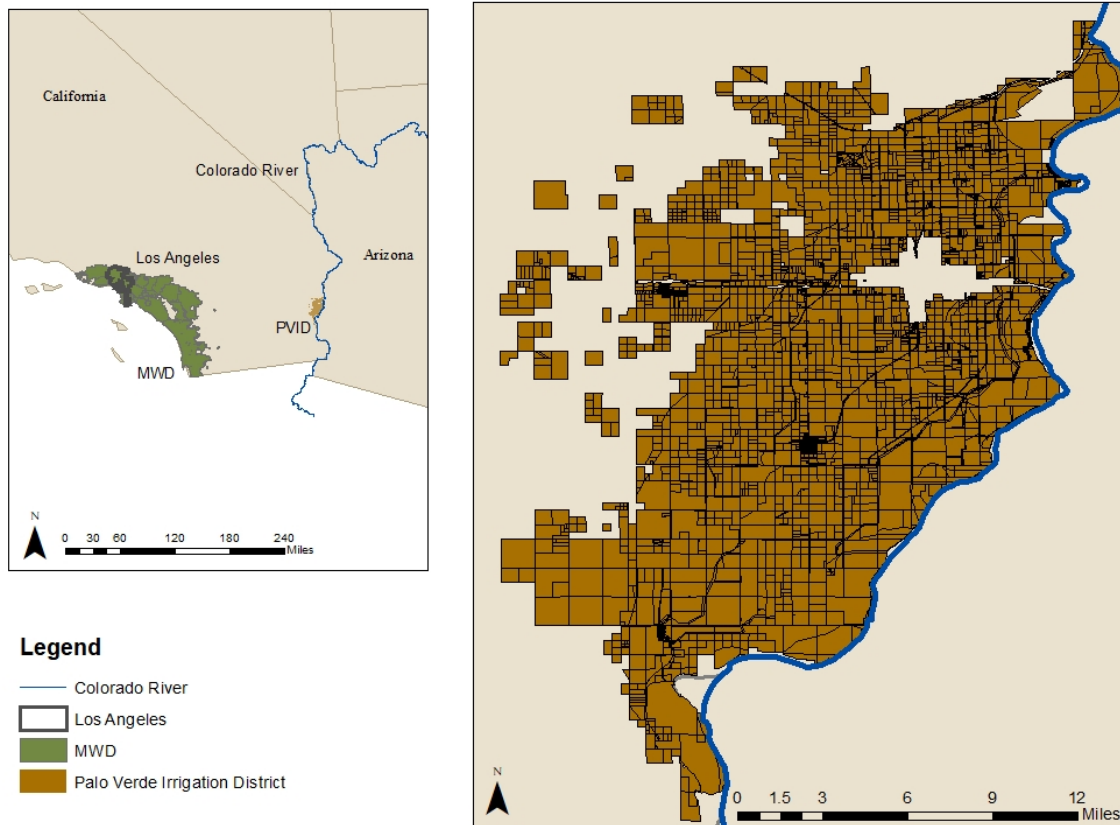 California
Colorado River
Arizona
Los Angeles
PVID
MWD
N
0 30 60 120 180 240
Miles
Legend
Colorado River
Los Angeles
MWD
Palo Verde Irrigation District
N
0 1.5 3 6 9 12
Miles